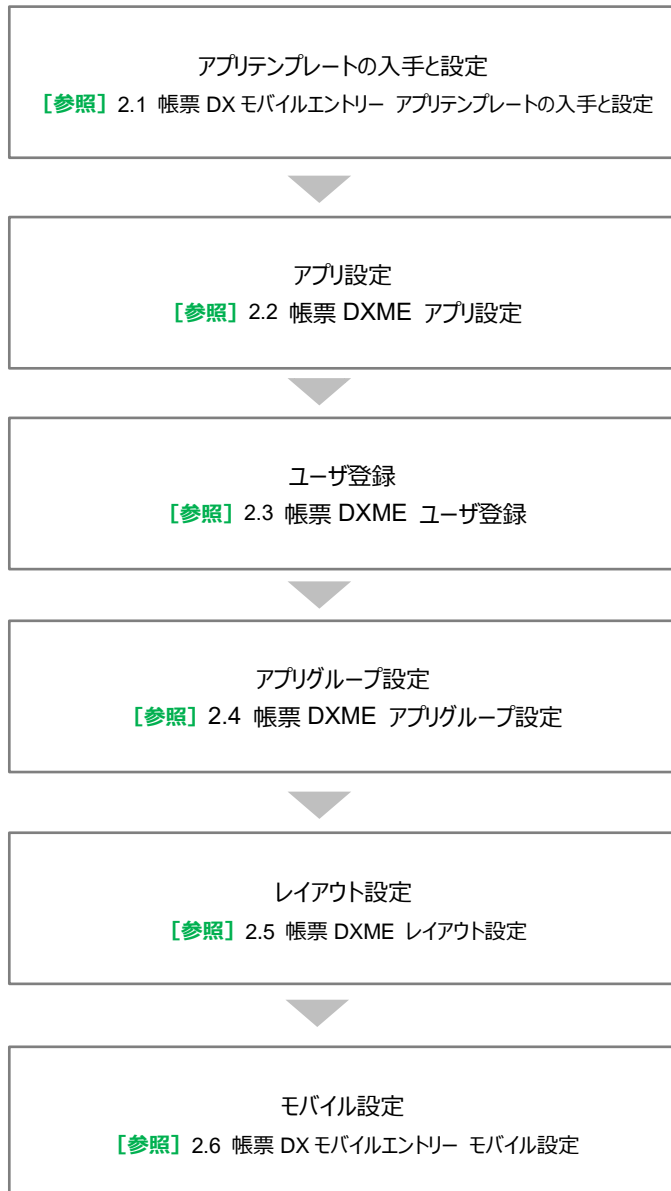 アプリテンプレートの入手と設定
［参照］ 2.1 帳票 DX モバイルエントリー アプリテンプレートの入手と設定
アプリ設定
［参照］ 2.2 帳票 DXME アプリ設定
ユーザ登録
［参照］ 2.3 帳票 DXME ユーザ登録
アプリグループ設定
［参照］ 2.4 帳票 DXME アプリグループ設定
レイアウト設定
［参照］ 2.5 帳票 DXME レイアウト設定
モバイル設定
［参照］ 2.6 帳票 DX モバイルエントリー モバイル設定